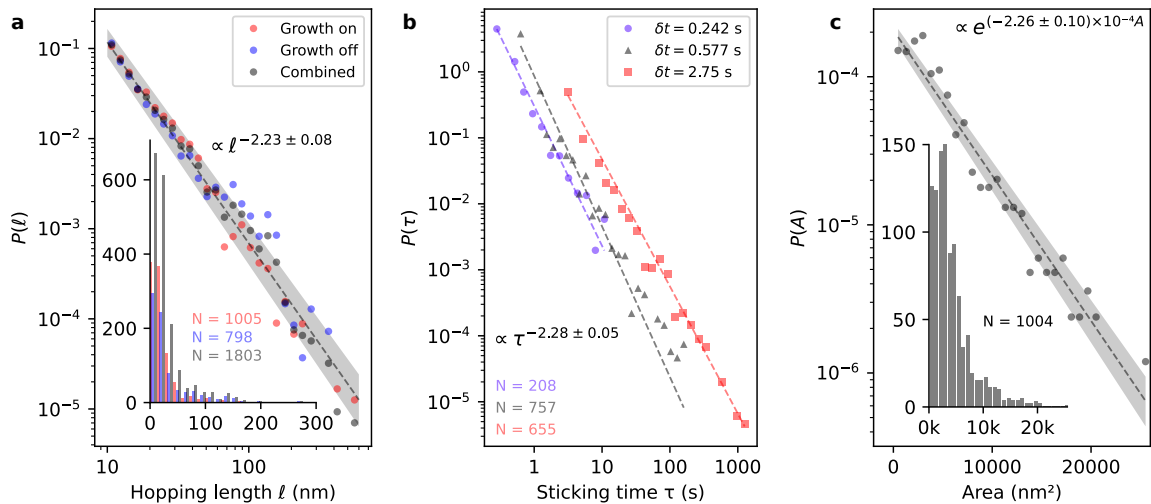 a
Growth on
Growth off
Combined
∝ ℓ^−2.23 ± 0.08
N = 1005
N = 798
N = 1803
600
400
200
0
0 100 200 300
10^−1
10^−2
10^−3
10^−4
10^−5
P(ℓ)
10 100
Hopping length ℓ (nm)
b
δt = 0.242 s
δt = 0.577 s
δt = 2.75 s
∝ τ^−2.28 ± 0.05
N = 208
N = 757
N = 655
10^0
10^−1
10^−2
10^−3
10^−4
10^−5
P(τ)
1 10 100 1000
Sticking time τ (s)
c
∝ e^(−2.26 ± 0.10)×10^−4A
N = 1004
150
100
50
0
0k 10k 20k
10^−4
10^−5
10^−6
P(A)
0 10000 20000
Area (nm²)